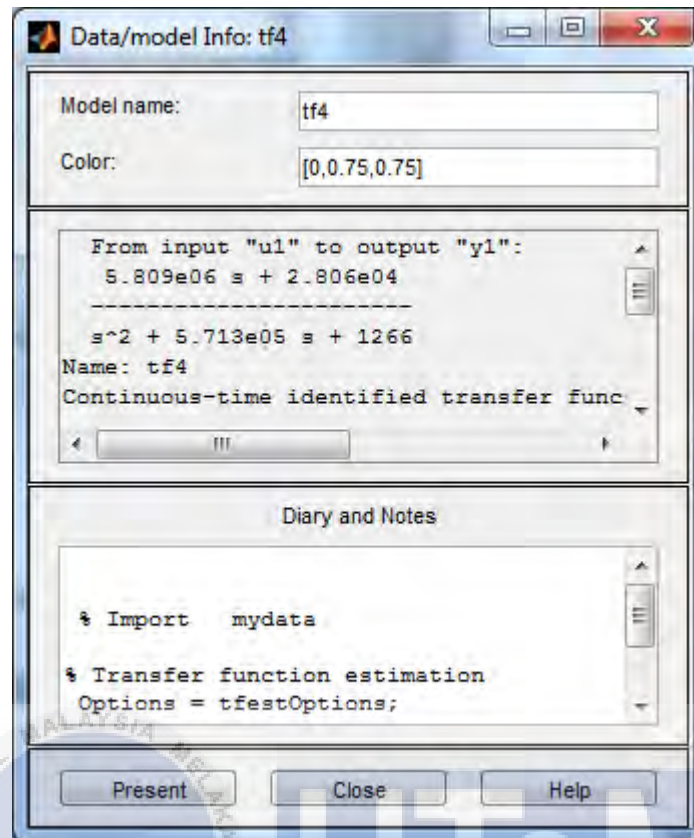 Data/model Info: tf4
Model name:
tf4
Color:
[0,0.75,0.75]
From input "u1" to output "y1":
5.809e06 s + 2.806e04
------------------------
s^2 + 5.713e05 s + 1266
Name: tf4
Continuous-time identified transfer func
Diary and Notes
% Import mydata
% Transfer function estimation
Options = tfestOptions;
MALAYSIA
Present
Close
Help